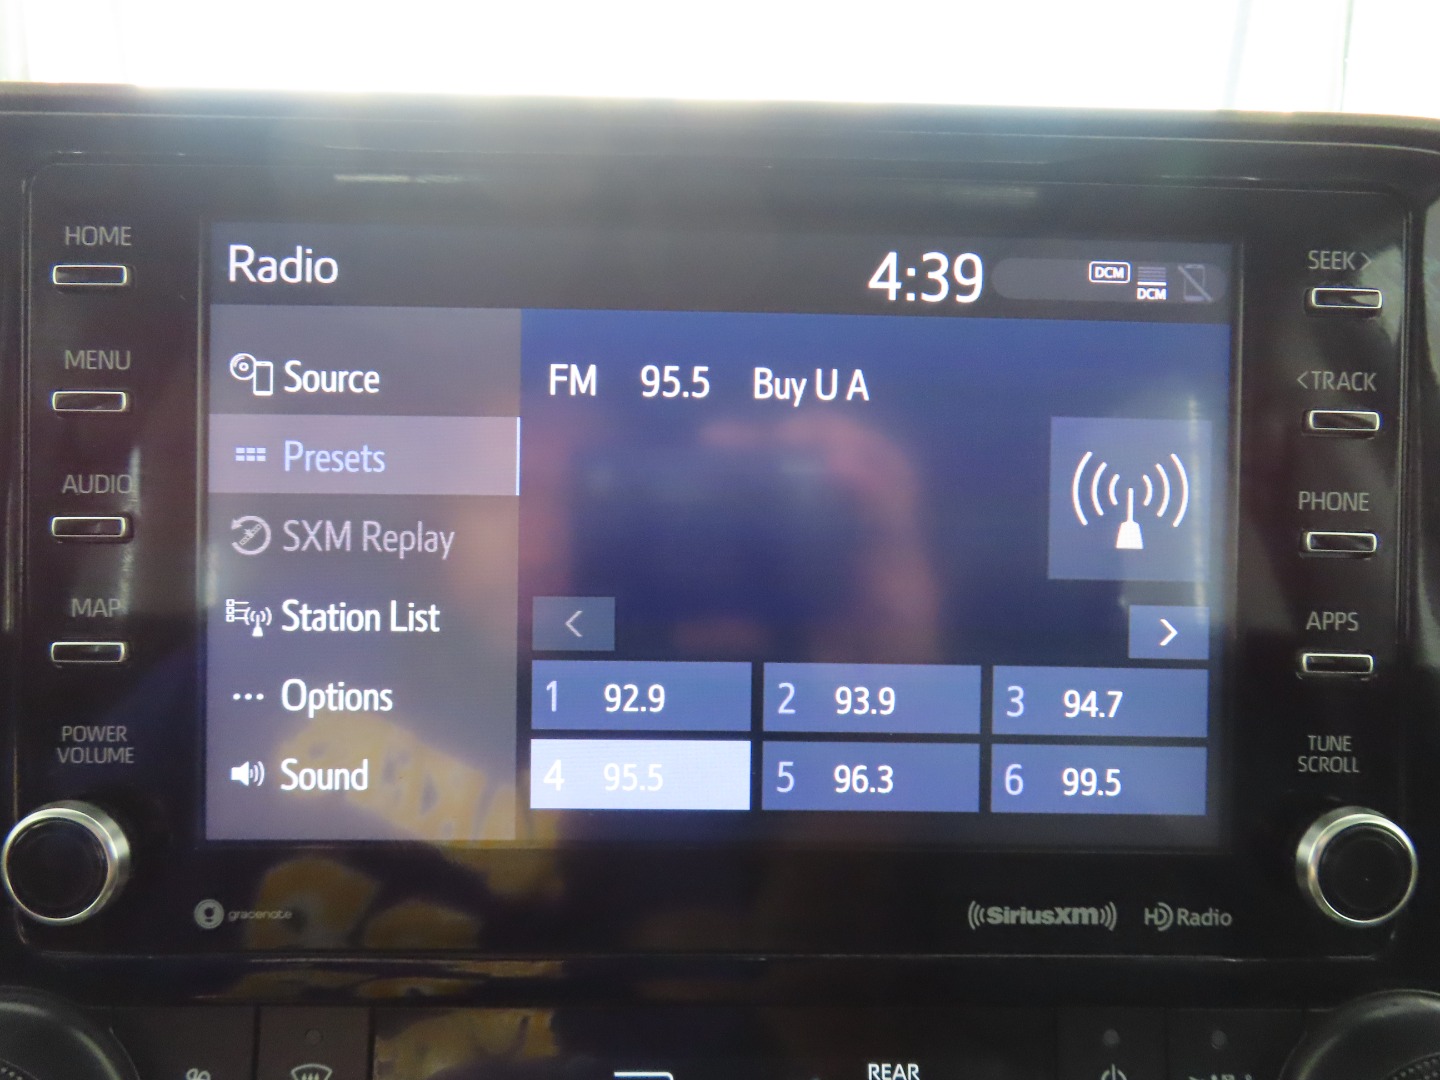 HOME
MENU
AUDIO
MAP
POWER
VOLUME
Radio
4:39
DCM
DCM
Source
Presets
SXM Replay
Station List
Options
Sound
FM 95.5 Buy U A
<
>
1 92.9
2 93.9
3 94.7
4 95.5
5 96.3
6 99.5
SEEK >
< TRACK
PHONE
APPS
TUNE
SCROLL
gracenote
SiriusXM
HD Radio
REAR